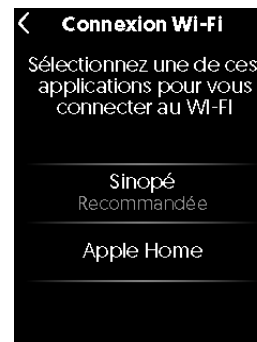 Connexion Wi-Fi
Sélectionnez une de ces
applications pour vous
connecter au WI-FI
Sinopé
Recommandée
Apple Home